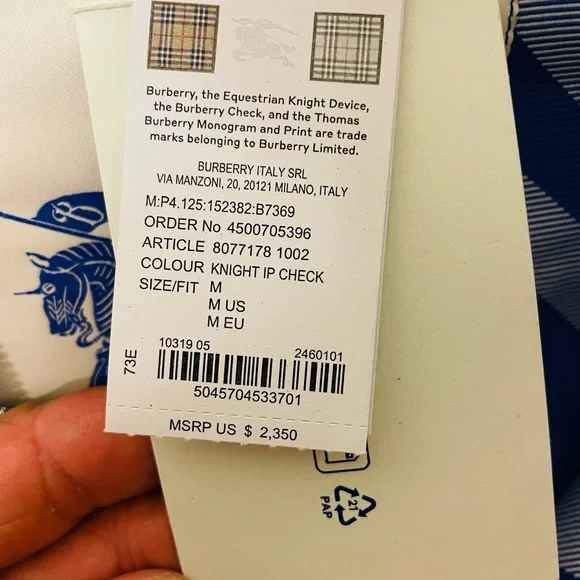 Burberry, the Equestrian Knight Device,
the Burberry Check, and the Thomas
Burberry Monogram and Print are trade
marks belonging to Burberry Limited.
BURBERRY ITALY SRL
VIA MANZONI, 20, 20121 MILANO, ITALY
M:P4.125:152382:B7369
ORDER No 4500705396
ARTICLE 8077178 1002
COLOUR KNIGHT IP CHECK
SIZE/FIT M
M US
M EU
73E
10319 05 2460101
5045704533701
MSRP US $ 2,350
21
PAP